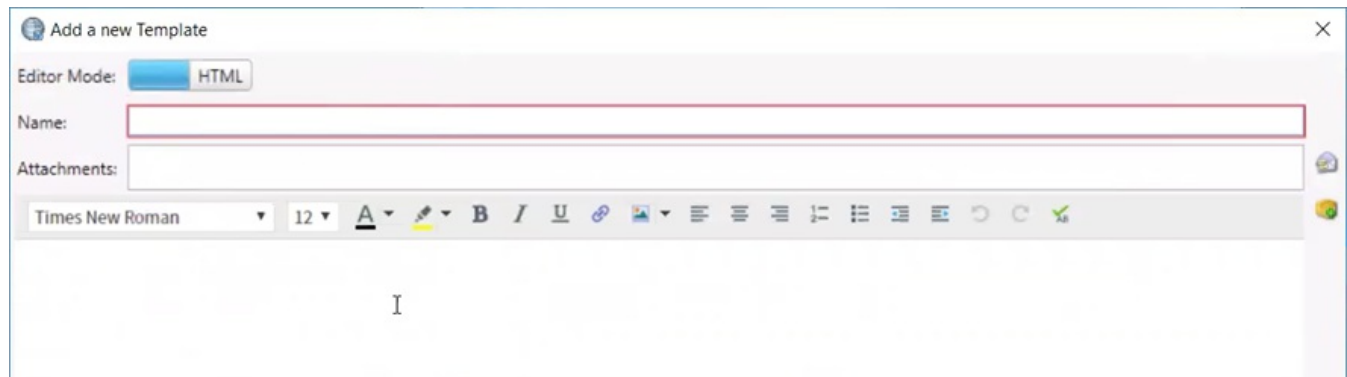 Add a new Template
Editor Mode: HTML
Name:
Attachments:
Times New Roman 12 A B I U